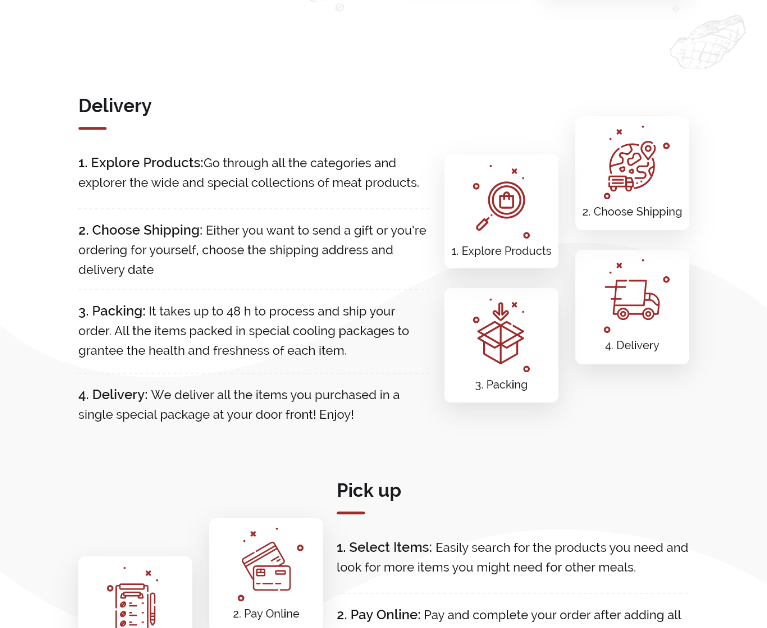 Delivery
1. Explore Products:Go through all the categories and
explorer the wide and special collections of meat products.
2. Choose Shipping: Either you want to send a gift or you're
ordering for yourself, choose the shipping address and
delivery date
3. Packing: It takes up to 48 h to process and ship your
order. All the items packed in special cooling packages to
grantee the health and freshness of each item.
4. Delivery: We deliver all the items you purchased in a
single special package at your door front! Enjoy!
1. Explore Products
2. Choose Shipping
3. Packing
4. Delivery
Pick up
1. Select Items: Easily search for the products you need and
look for more items you might need for other meals.
2. Pay Online: Pay and complete your order after adding all
2. Pay Online